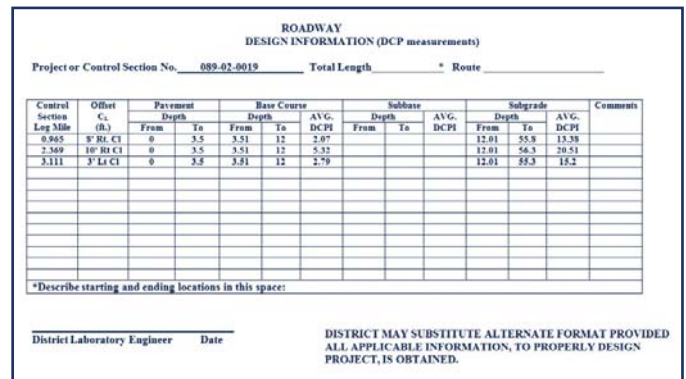 ROADWAY
DESIGN INFORMATION (DCP measurements)
Project or Control Section No. 089-02-0019 Total Length * Route
Control Section Log Mile Offset CL (ft.) Pavement Base Course Subbase Subgrade Comments
Depth Depth AVG. DCPI Depth AVG. DCPI Depth AVG. DCPI
From To From To From To From To
0.965 8' Rt. Cl 0 3.5 3.51 12 2.07 12.01 55.8 13.38
2.369 10' Rt Cl 0 3.5 3.51 12 5.32 12.01 56.3 20.51
3.111 3' Lt Cl 0 3.5 3.51 12 2.79 12.01 55.3 15.2
*Describe starting and ending locations in this space:
District Laboratory Engineer Date
DISTRICT MAY SUBSTITUTE ALTERNATE FORMAT PROVIDED
ALL APPLICABLE INFORMATION, TO PROPERLY DESIGN
PROJECT, IS OBTAINED.